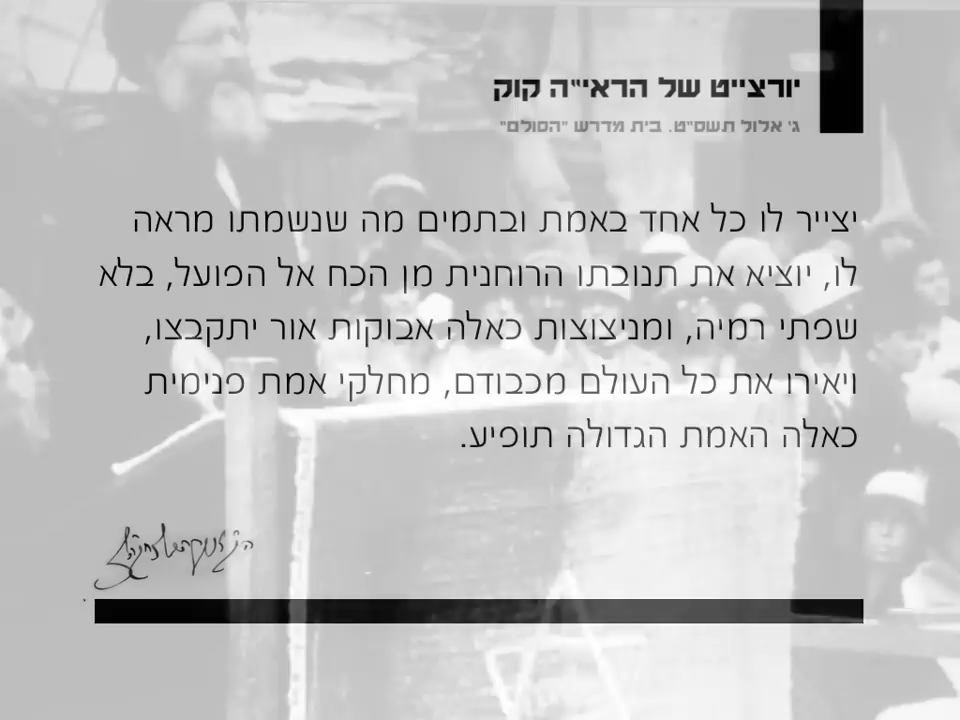 יורצייט של הראי״ה קוק
ג׳ אלול תשס״ט. בית מדרש "הסולם"
יצייר לו כל אחד באמת ובתמים מה שנשמתו מראה
לו, יוציא את תנובתו הרוחנית מן הכח אל הפועל, בלא
שפתי רמיה, ומניצוצות כאלה אבוקות אור יתקבצו,
ויאירו את כל העולם מכבודם, מחלקי אמת פנימית
כאלה האמת הגדולה תופיע.